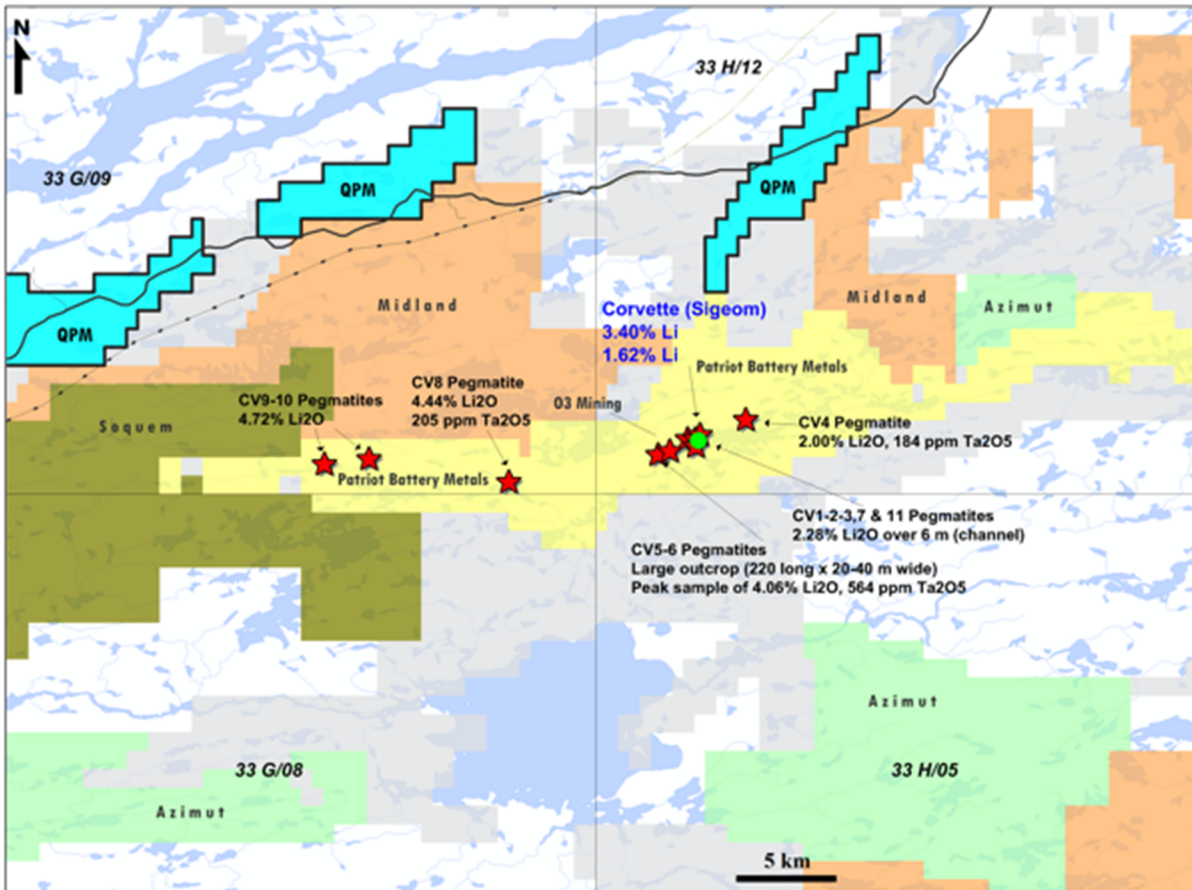 N
33 H/12
33 G/09
QPM
QPM
QPM
Midland
Midland
Azimut
Corvette (Sigeom)
3.40% Li
1.62% Li
Patriot Battery Metals
CV8 Pegmatite
4.44% Li2O
205 ppm Ta2O5
CV9-10 Pegmatites
4.72% Li2O
O3 Mining
Soquem
CV4 Pegmatite
2.00% Li2O, 184 ppm Ta2O5
Patriot Battery Metals
CV1-2-3,7 & 11 Pegmatites
2.28% Li2O over 6 m (channel)
CV5-6 Pegmatites
Large outcrop (220 long x 20-40 m wide)
Peak sample of 4.06% Li2O, 564 ppm Ta2O5
Azimut
33 G/08
33 H/05
Azimut
5 km